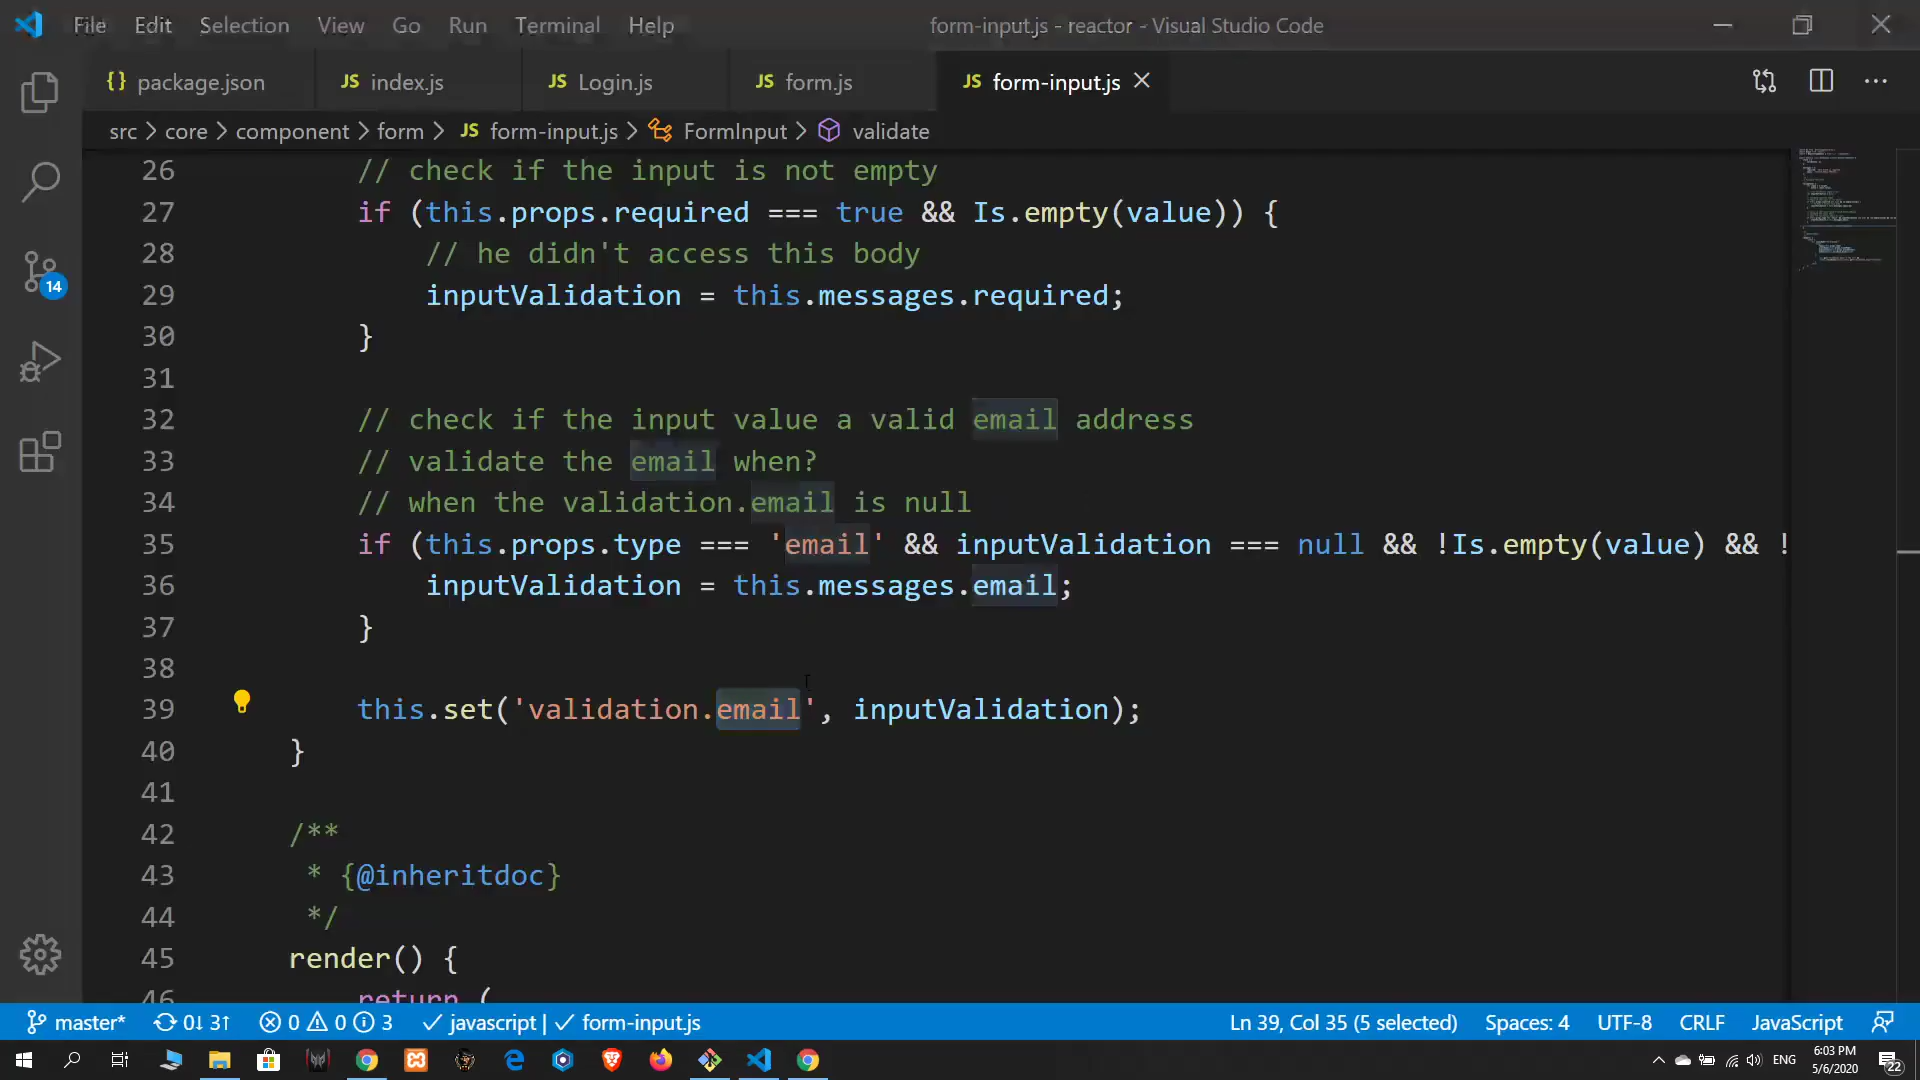 File Edit Selection View Go Run Terminal Help form-input.js - reactor - Visual Studio Code
{} package.json JS index.js JS Login.js JS form.js JS form-input.js
src > core > component > form > JS form-input.js > FormInput > validate
26 // check if the input is not empty
27 if (this.props.required === true && Is.empty(value)) {
28 // he didn't access this body
29 inputValidation = this.messages.required;
30 }
31
32 // check if the input value a valid email address
33 // validate the email when?
34 // when the validation.email is null
35 if (this.props.type === 'email' && inputValidation === null && !Is.empty(value) && !
36 inputValidation = this.messages.email;
37 }
38
39 this.set('validation.email', inputValidation);
40 }
41
42 /**
43 * {@inheritdoc}
44 */
45 render() {
46 return (
14
master* 0↓ 3↑ 0 0 3 javascript | form-input.js Ln 39, Col 35 (5 selected) Spaces: 4 UTF-8 CRLF JavaScript
ENG 6:03 PM
5/6/2020 22